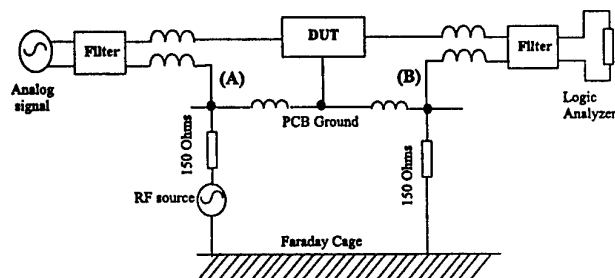 Filter
DUT
Filter
(A)
(B)
Analog
signal
Logic
Analyzer
PCB Ground
150 Ohms
150 Ohms
RF source
Faraday Cage